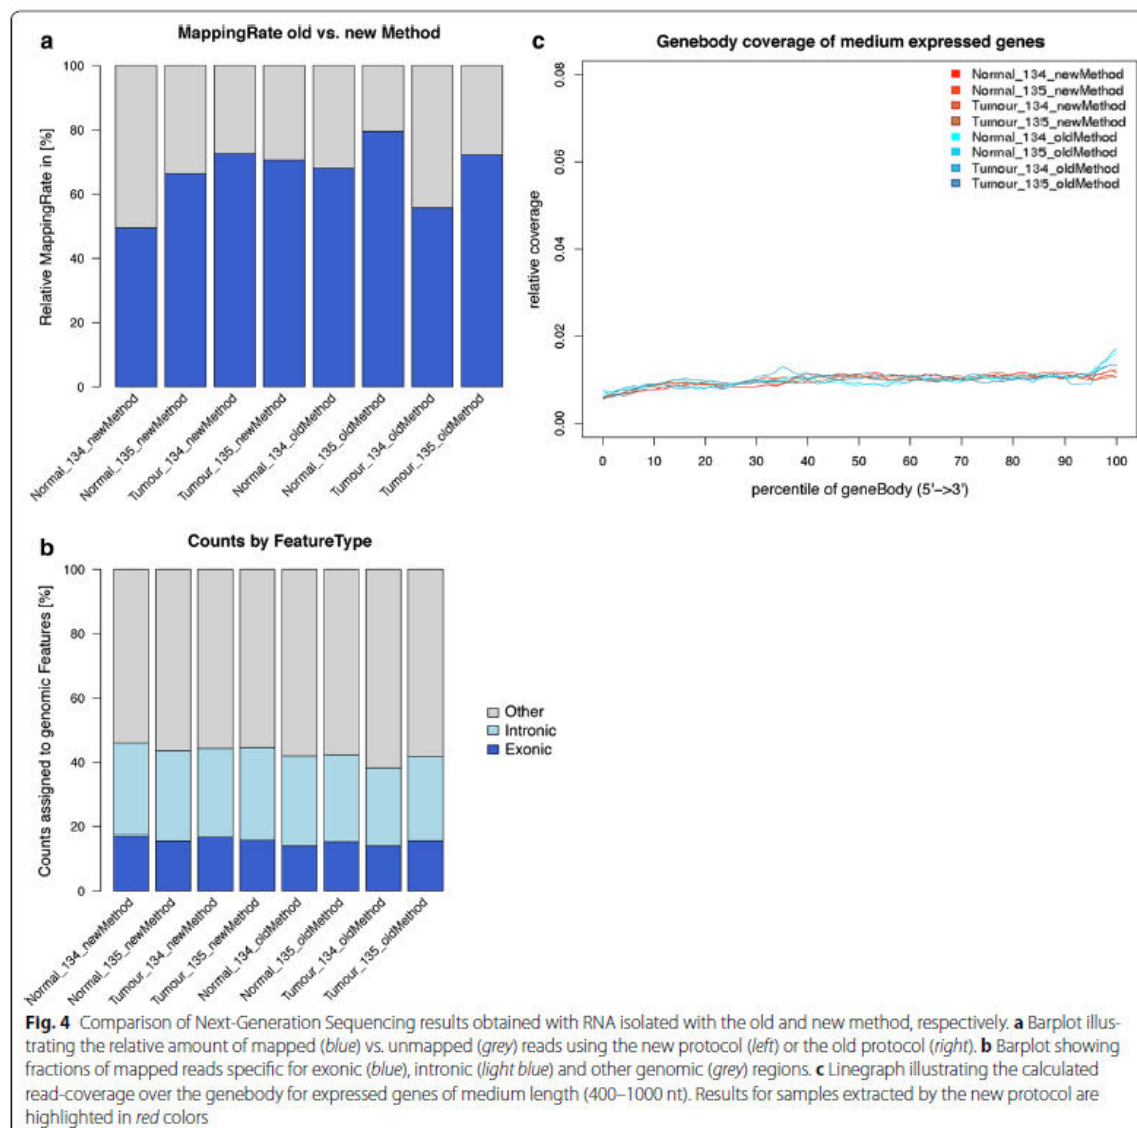 a
MappingRate old vs. new Method
Relative MappingRate in [%]
100
80
60
40
20
0
Normal_134_newMethod
Normal_135_newMethod
Tumour_134_newMethod
Tumour_135_newMethod
Normal_134_oldMethod
Normal_135_oldMethod
Tumour_134_oldMethod
Tumour_135_oldMethod
c
Genebody coverage of medium expressed genes
relative coverage
0.08
0.06
0.04
0.02
0.00
Normal_134_newMethod
Normal_135_newMethod
Tumour_134_newMethod
Tumour_135_newMethod
Normal_134_oldMethod
Normal_135_oldMethod
Tumour_134_oldMethod
Tumour_135_oldMethod
0 10 20 30 40 50 60 70 80 90 100
percentile of geneBody (5'->3')
b
Counts by FeatureType
Counts assigned to genomic Features [%]
100
80
60
40
20
0
Other
Intronic
Exonic
Normal_134_newMethod
Normal_135_newMethod
Tumour_134_newMethod
Tumour_135_newMethod
Normal_134_oldMethod
Normal_135_oldMethod
Tumour_134_oldMethod
Tumour_135_oldMethod
Fig. 4 Comparison of Next-Generation Sequencing results obtained with RNA isolated with the old and new method, respectively. a Barplot illus-
trating the relative amount of mapped (blue) vs. unmapped (grey) reads using the new protocol (left) or the old protocol (right). b Barplot showing
fractions of mapped reads specific for exonic (blue), intronic (light blue) and other genomic (grey) regions. c Linegraph illustrating the calculated
read-coverage over the genebody for expressed genes of medium length (400–1000 nt). Results for samples extracted by the new protocol are
highlighted in red colors